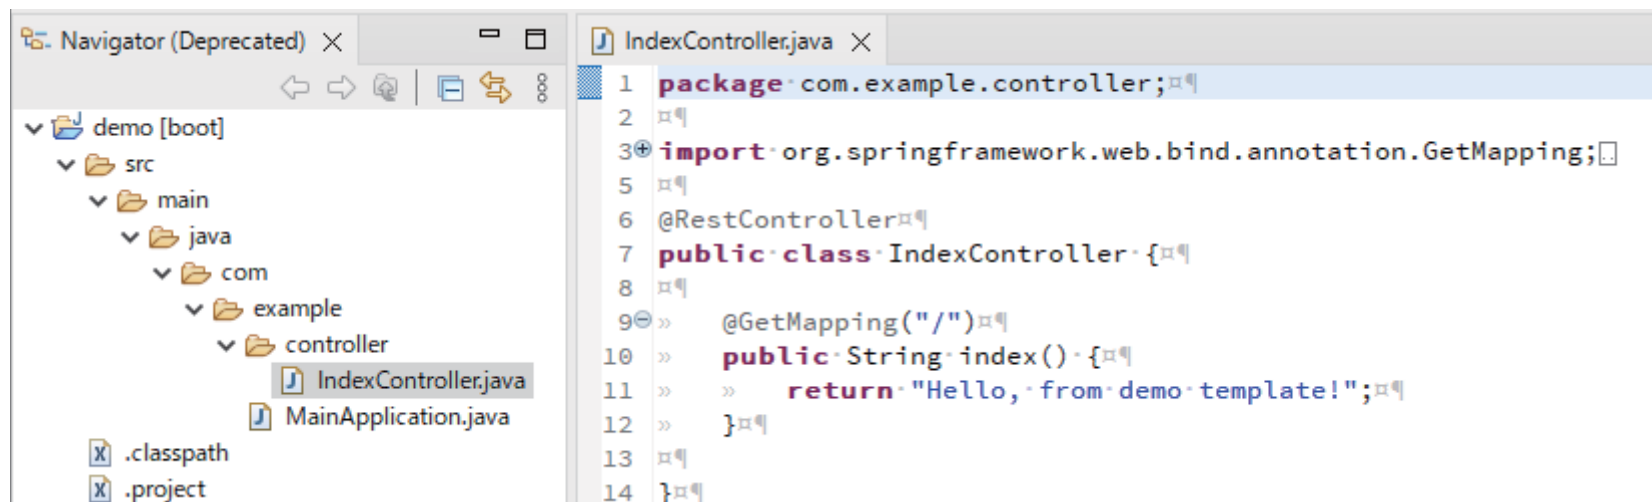 Navigator (Deprecated)
demo [boot]
src
main
java
com
example
controller
IndexController.java
MainApplication.java
.classpath
.project
IndexController.java
1 package com.example.controller;
2
3 import org.springframework.web.bind.annotation.GetMapping;
5
6 @RestController
7 public class IndexController {
8
9 @GetMapping("/")
10 public String index() {
11 return "Hello, from demo template!";
12 }
13
14 }